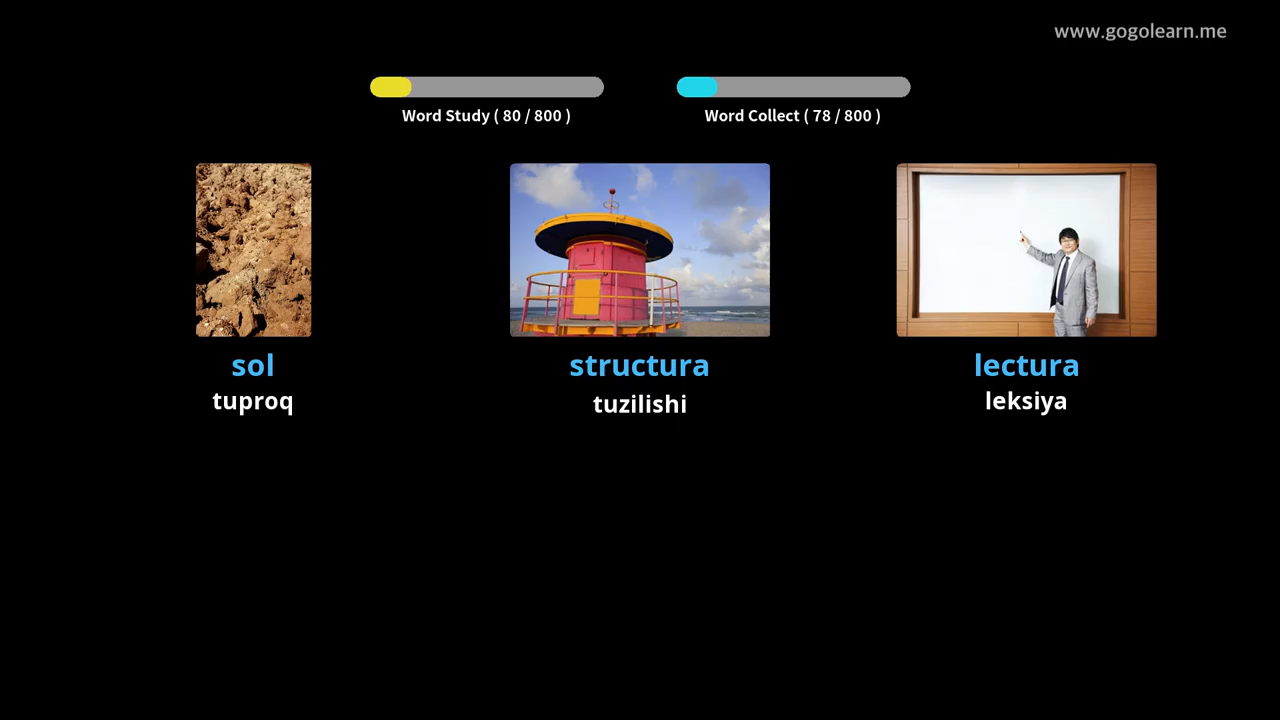 www.gogolearn.me
Word Study ( 80 / 800 )
Word Collect ( 78 / 800 )
sol
tuproq
structura
tuzilishi
lectura
leksiya